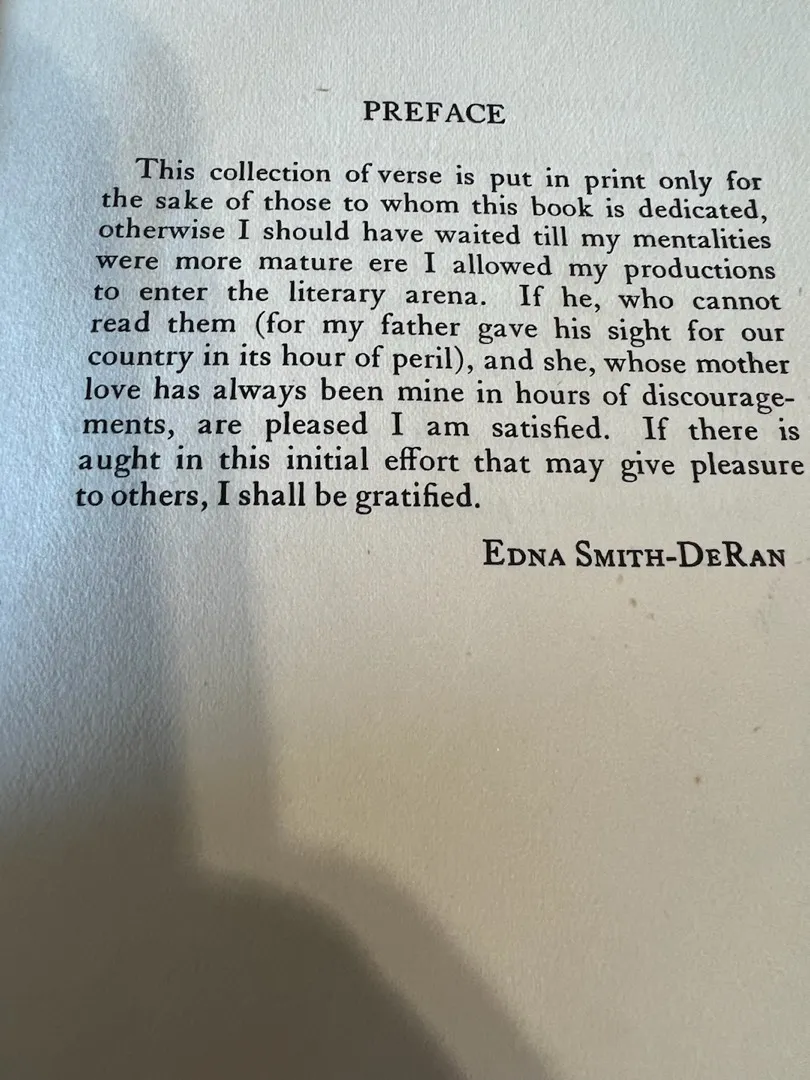 PREFACE
This collection of verse is put in print only for
the sake of those to whom this book is dedicated,
otherwise I should have waited till my mentalities
were more mature ere I allowed my productions
to enter the literary arena. If he, who cannot
read them (for my father gave his sight for our
country in its hour of peril), and she, whose mother
love has always been mine in hours of discourage-
ments, are pleased I am satisfied. If there is
aught in this initial effort that may give pleasure
to others, I shall be gratified.
EDNA SMITH-DERAN